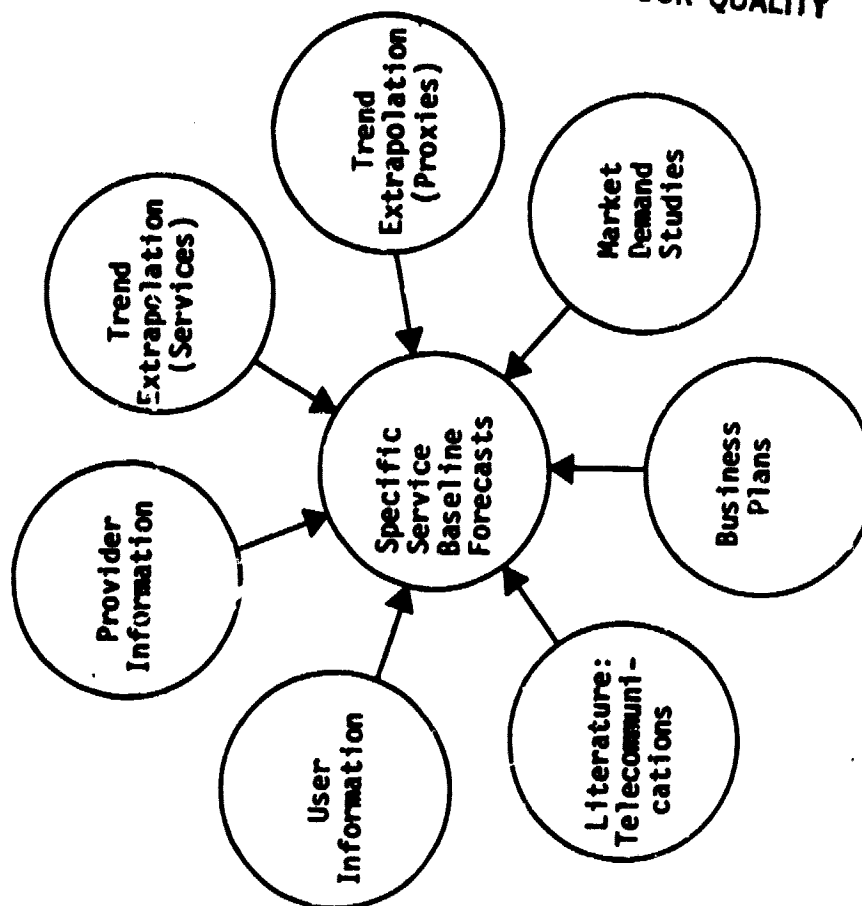 QUALITY
Provider
Information
Trend
Extrapolation
(Services)
User
Information
Trend
Extrapolation
(Proxies)
Specific
Service
Baseline
Forecasts
Literature:
Telecommuni-
cations
Market
Demand
Studies
Business
Plans